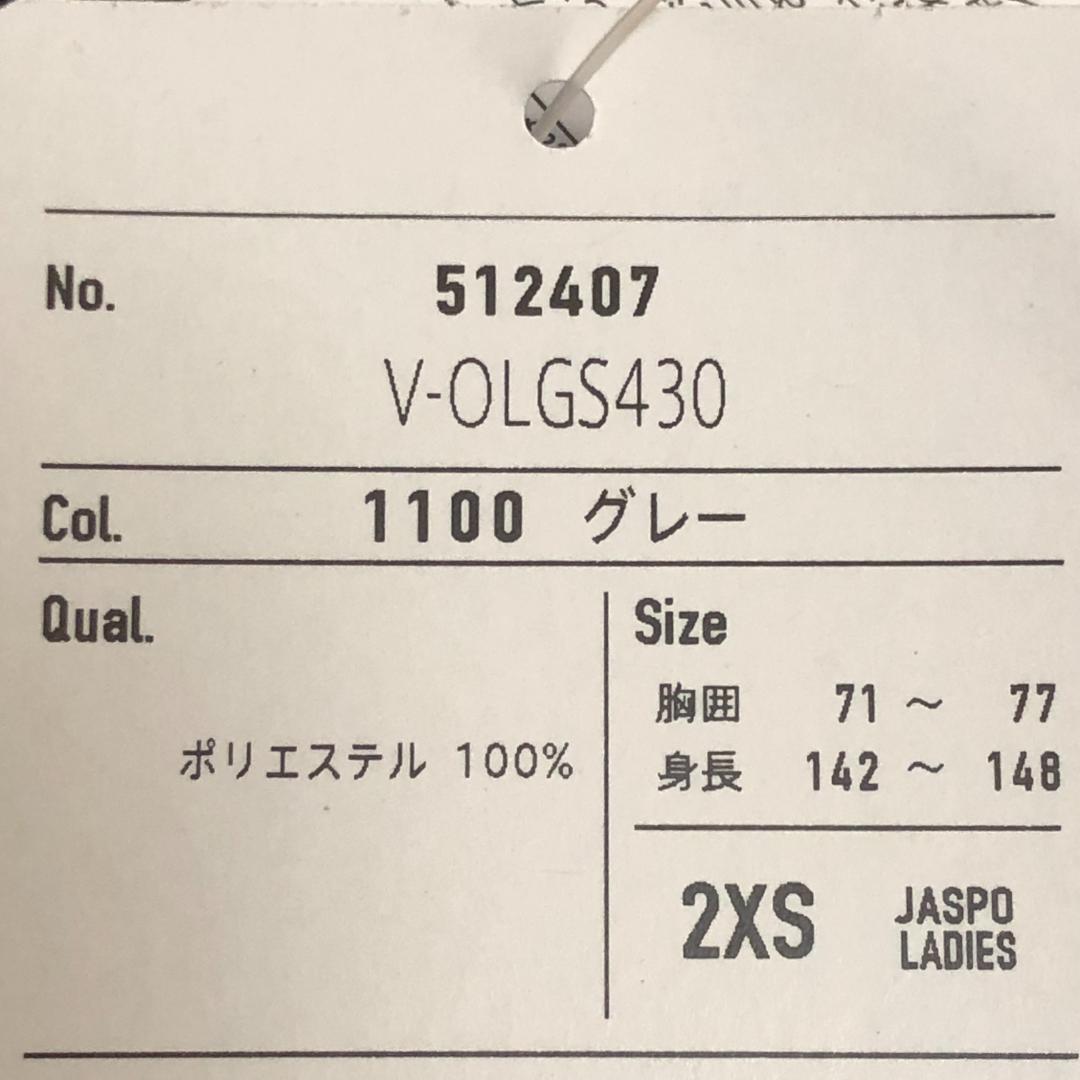 No. 512407
V-OLGS430
Col. 1100 グレー
Qual.
ポリエステル 100%
Size
胸囲 71 ～ 77
身長 142 ～ 148
2XS
JASPO
LADIES